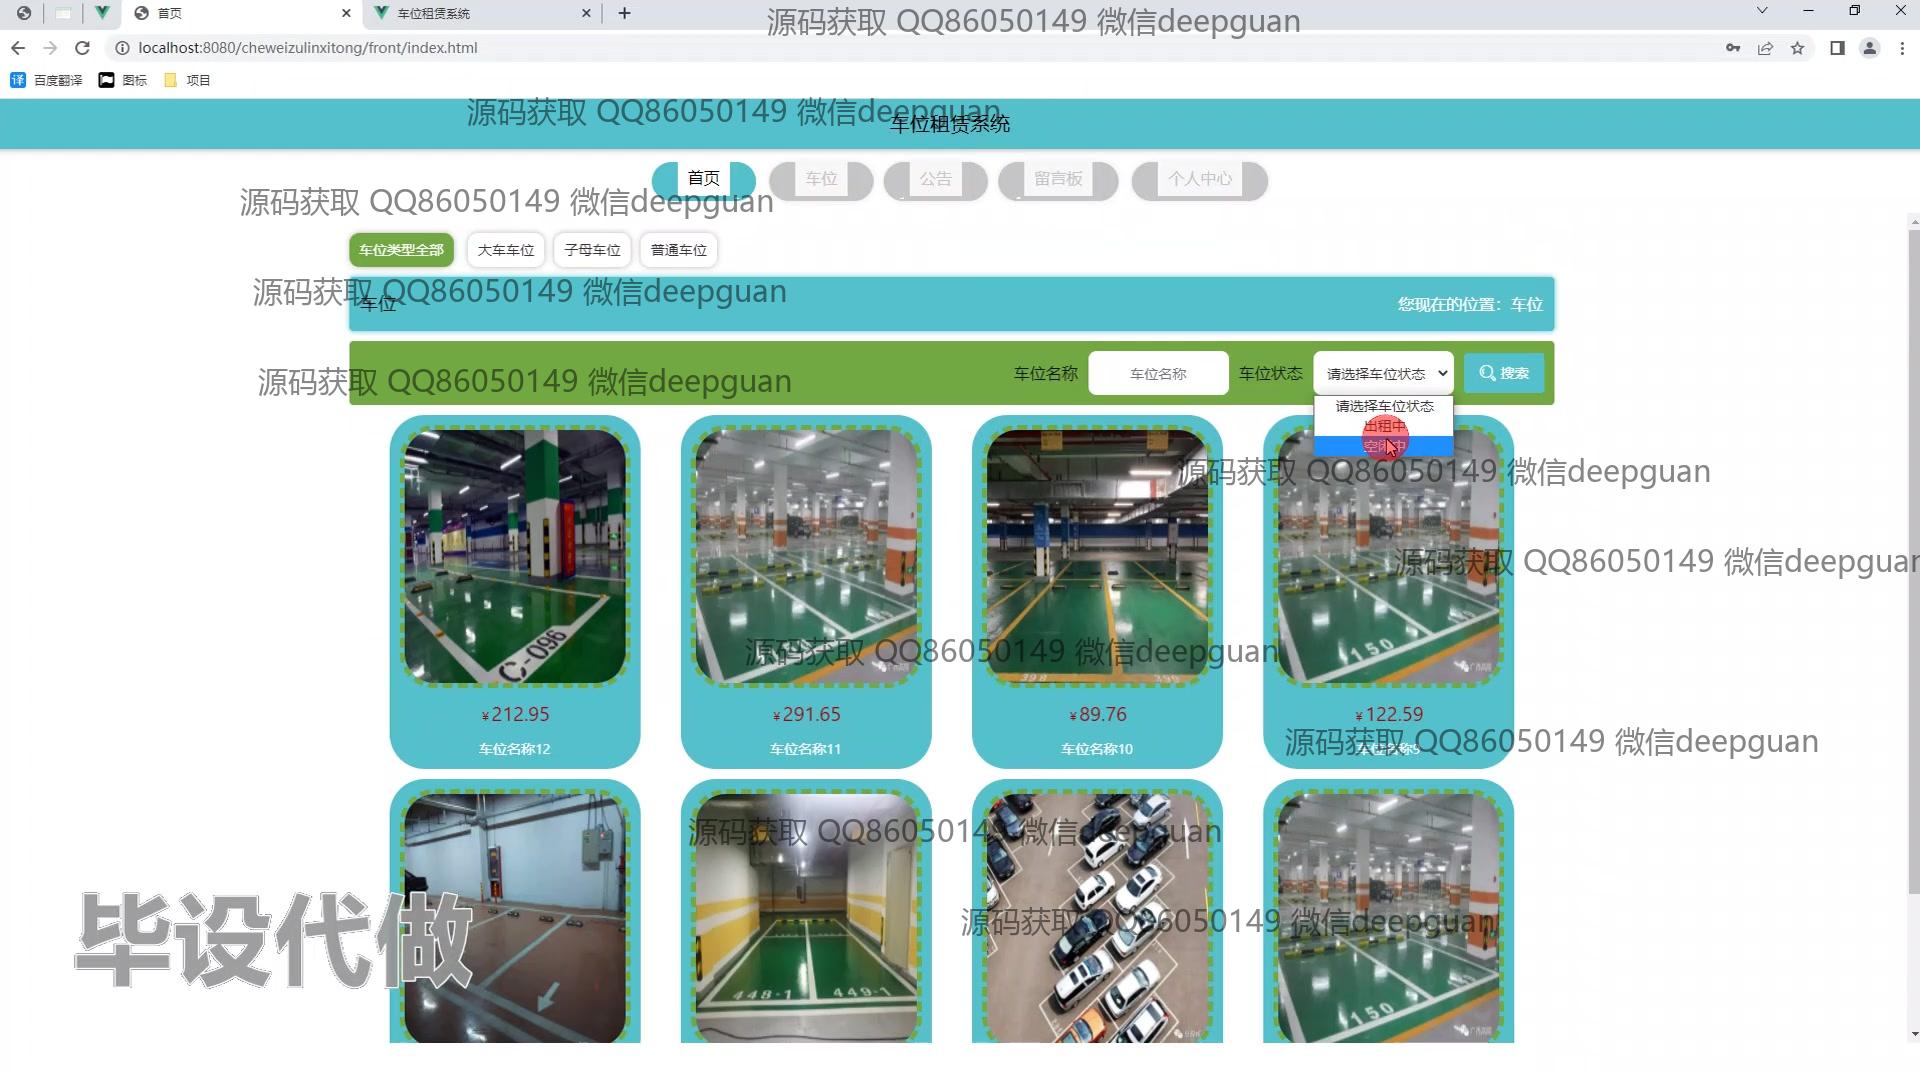 首页
车位租赁系统
源码获取 QQ86050149 微信deepguan
localhost:8080/cheweizulinxitong/front/index.html
译 百度翻译 图标 项目
源码获取 QQ86050149 微信deepguan
车位租赁系统
首页 车位 公告 留言板 个人中心
源码获取 QQ86050149 微信deepguan
车位类型全部 大车车位 子母车位 普通车位
源码获取 QQ86050149 微信deepguan
车位 您现在的位置：车位
车位名称 车位名称 车位状态 请选择车位状态 搜索
源码获取 QQ86050149 微信deepguan
请选择车位状态
出租中
空闲中
源码获取 QQ86050149 微信deepguan
源码获取 QQ86050149 微信deepguan
C-096
1150
398 399
源码获取 QQ86050149 微信deepguan
¥212.95 ¥291.65 ¥89.76 ¥122.59
车位名称12 车位名称11 车位名称10 车位名称9
源码获取 QQ86050149 微信deepguan
源码获取 QQ86050149 微信deepguan
源码获取 QQ86050149 微信deepguan
毕设代做
448-1 449-1
1150